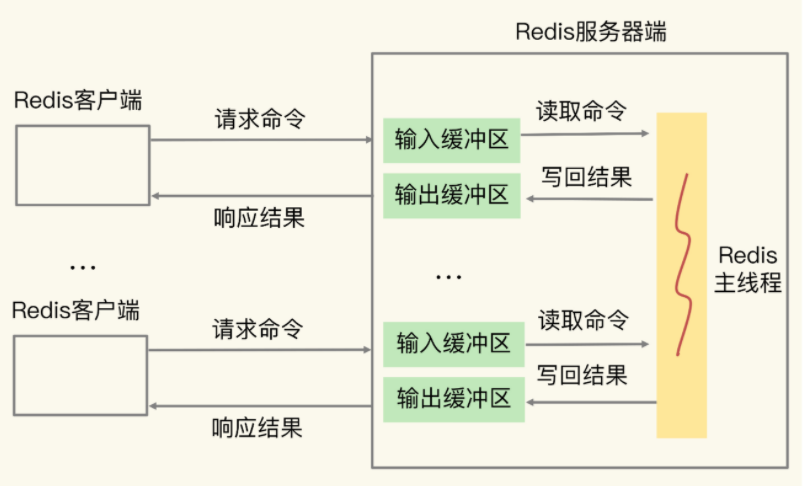 Redis服务器端
Redis客户端
请求命令
输入缓冲区
读取命令
输出缓冲区
写回结果
响应结果
...
...
Redis
主线程
Redis客户端
请求命令
输入缓冲区
读取命令
输出缓冲区
写回结果
响应结果